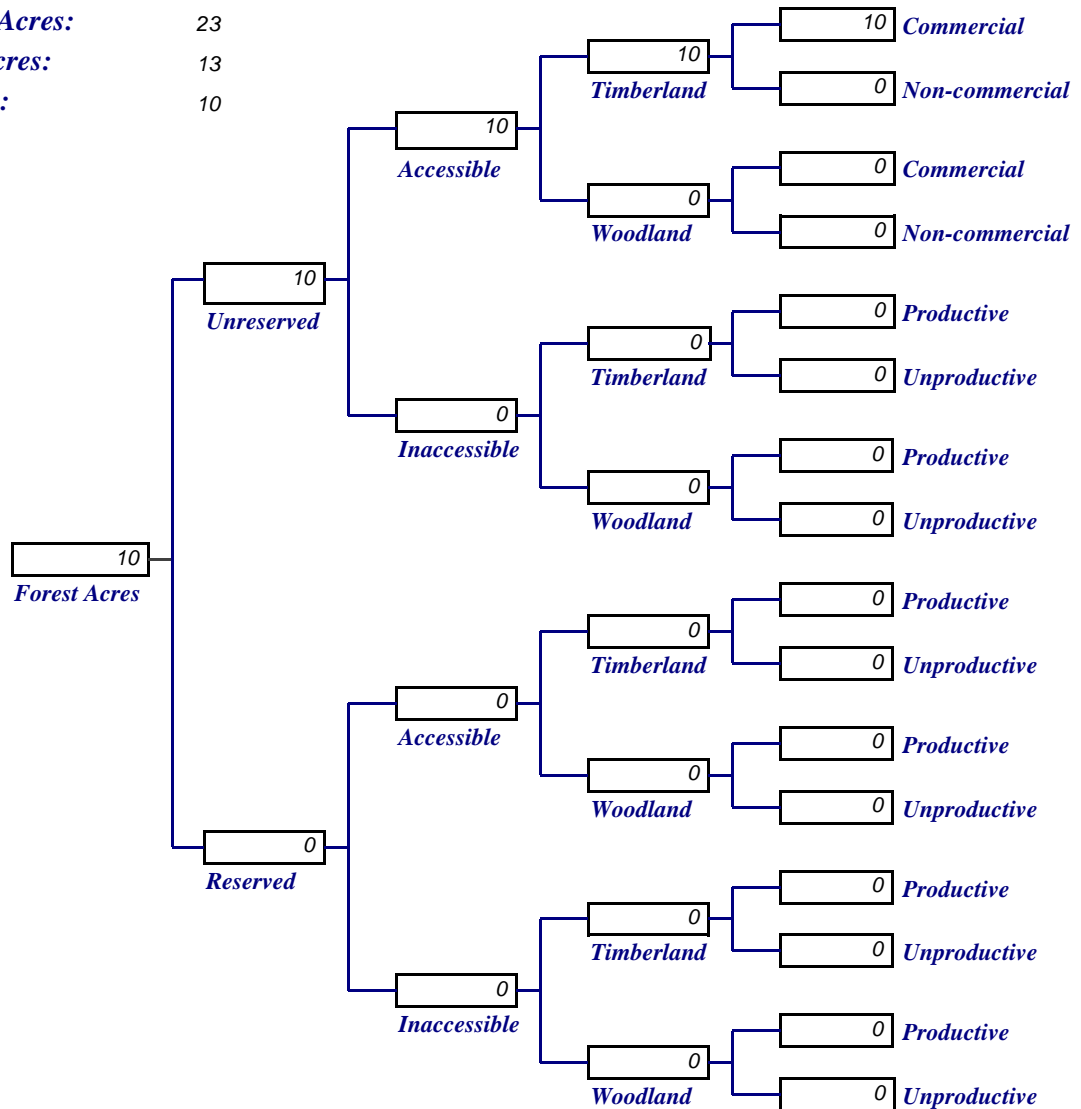 Acres: 23
cres: 13
: 10
10 Commercial
10
Timberland
0 Non-commercial
10
Accessible
0 Commercial
0
Woodland
0 Non-commercial
10
Unreserved
0 Productive
0
Timberland
0 Unproductive
0
Inaccessible
0 Productive
0
Woodland
0 Unproductive
10
Forest Acres
0 Productive
0
Timberland
0 Unproductive
0
Accessible
0 Productive
0
Woodland
0 Unproductive
0
Reserved
0 Productive
0
Timberland
0 Unproductive
0
Inaccessible
0 Productive
0
Woodland
0 Unproductive